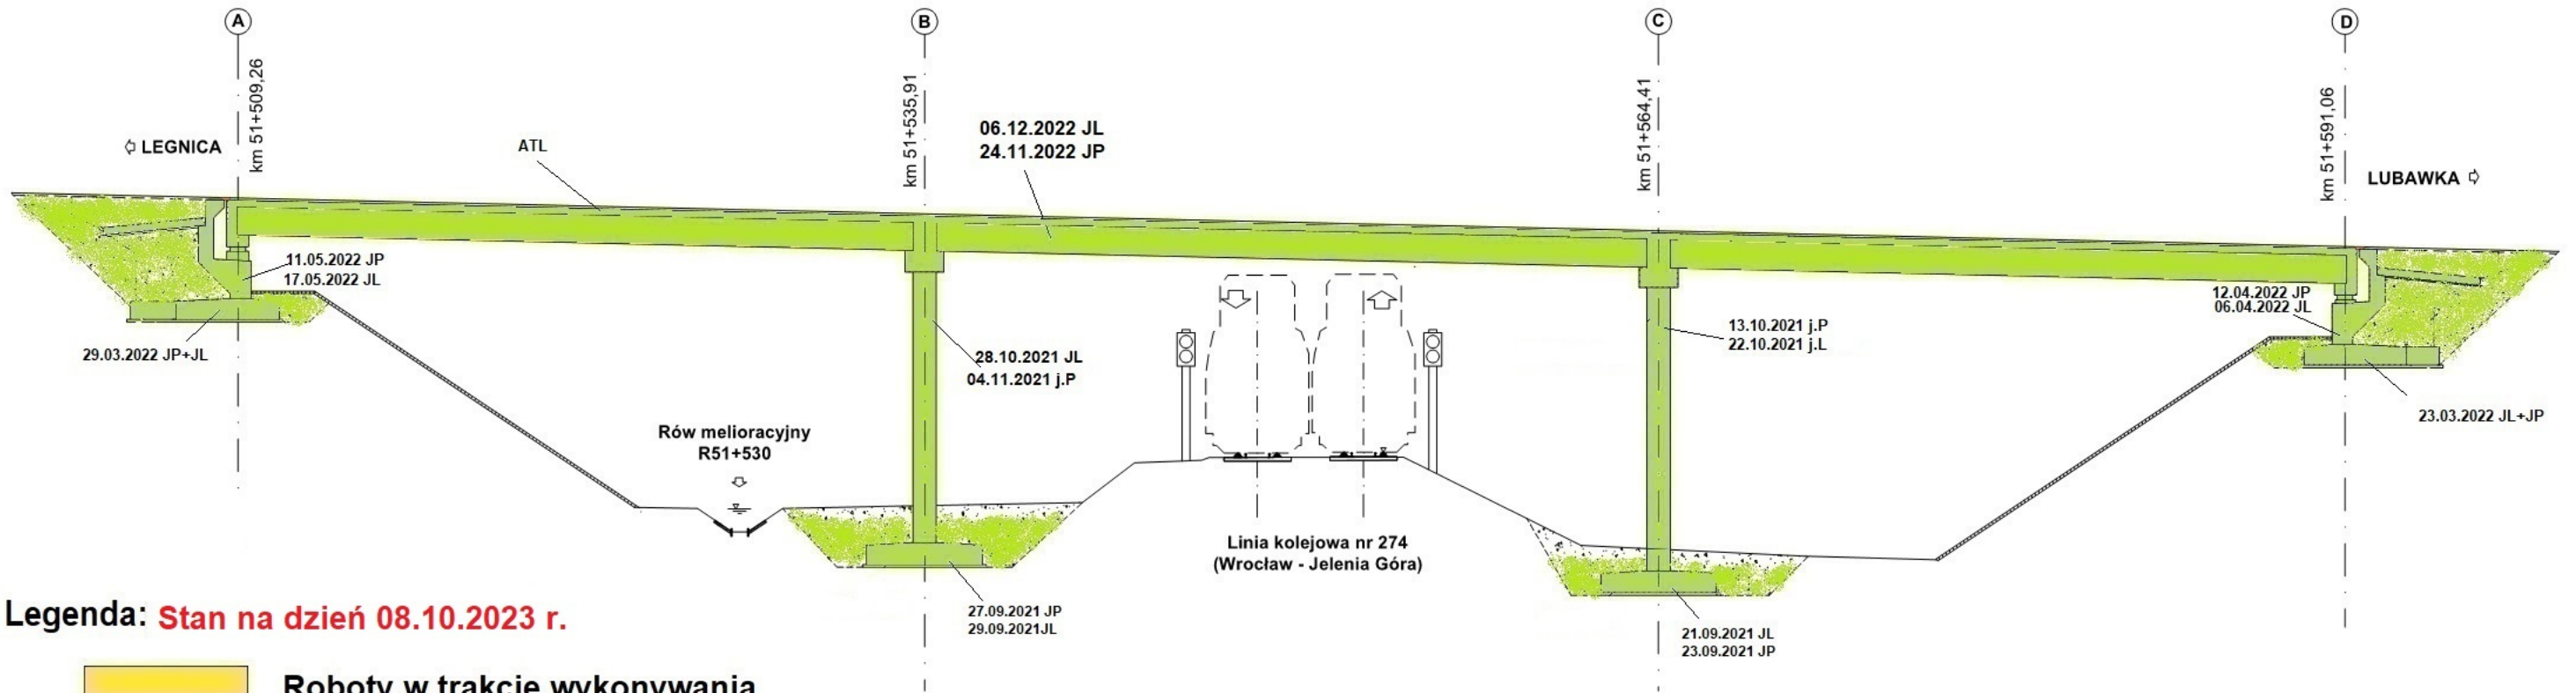 A
B
C
D
km 51+509,26
km 51+535,91
km 51+564,41
km 51+591,06
⇦ LEGNICA
ATL
06.12.2022 JL
24.11.2022 JP
LUBAWKA ⇨
11.05.2022 JP
17.05.2022 JL
29.03.2022 JP+JL
28.10.2021 JL
04.11.2021 j.P
13.10.2021 j.P
22.10.2021 j.L
12.04.2022 JP
06.04.2022 JL
23.03.2022 JL+JP
Rów melioracyjny
R51+530
Linia kolejowa nr 274
(Wrocław - Jelenia Góra)
27.09.2021 JP
29.09.2021JL
21.09.2021 JL
23.09.2021 JP
Legenda: Stan na dzień 08.10.2023 r.
Roboty w trakcie wykonywania